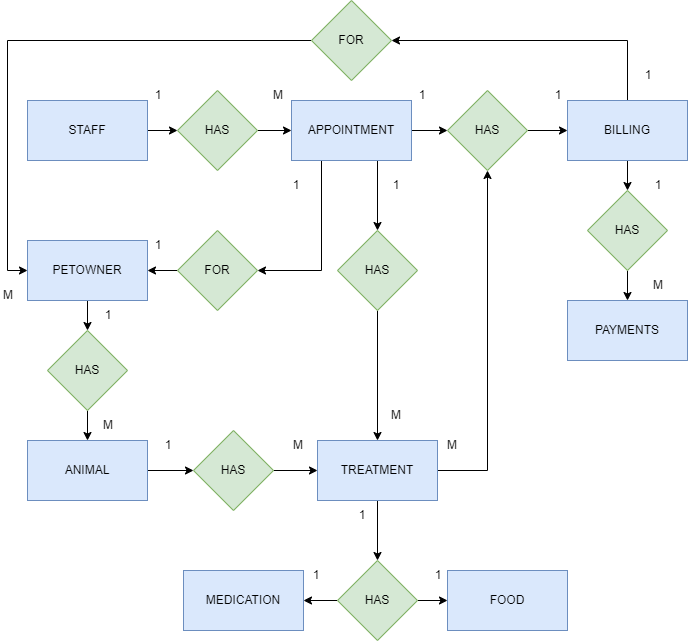 FOR
1
1
M
1
1
STAFF
HAS
APPOINTMENT
HAS
BILLING
1
1
1
1
PETOWNER
FOR
HAS
HAS
M
M
1
PAYMENTS
HAS
M
M
1
M
M
ANIMAL
HAS
TREATMENT
1
1
1
MEDICATION
HAS
FOOD